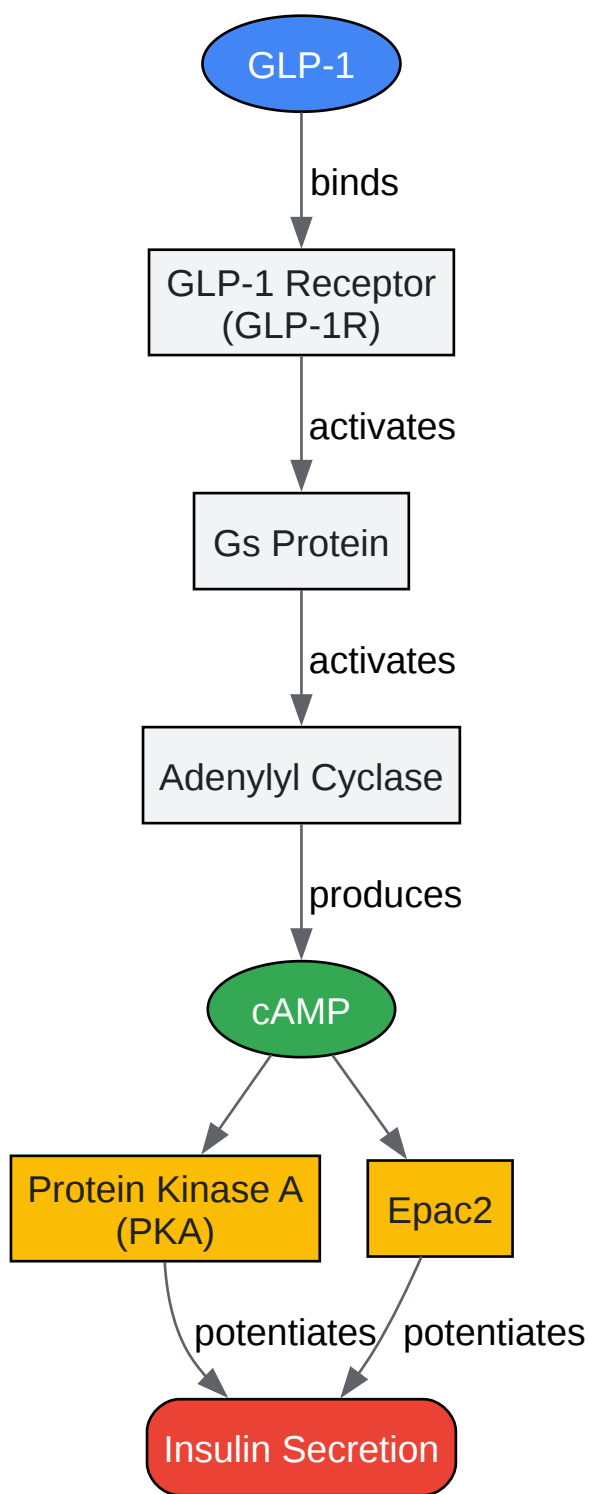 GLP-1
binds
GLP-1 Receptor
(GLP-1R)
activates
Gs Protein
activates
Adenylyl Cyclase
produces
cAMP
Protein Kinase A
(PKA)
Epac2
potentiates
potentiates
Insulin Secretion